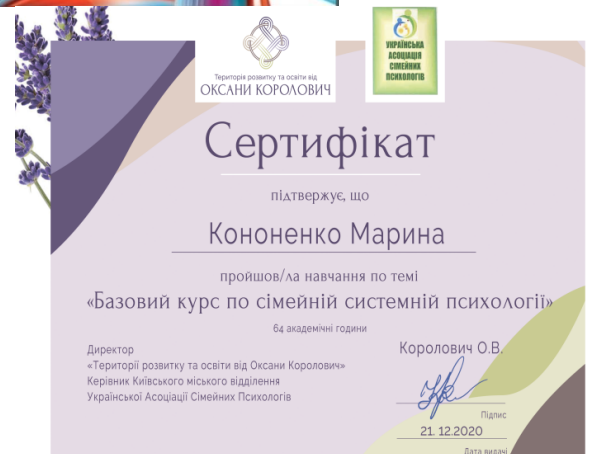 Територія розвитку та освіти від
ОКСАНИ КОРОЛОВИЧ
УКРАЇНСЬКА
АСОЦІАЦІЯ
СІМЕЙНИХ
ПСИХОЛОГІВ
Сертифікат
підтвержує, що
Кононенко Марина
пройшов/ла навчання по темі
«Базовий курс по сімейній системній психології»
64 академічні години
Директор
«Території розвитку та освіти від Оксани Королович»
Керівник Київського міського відділення
Української Асоціації Сімейних Психологів
Королович О.В.
Підпис
21. 12.2020
Дата видачі